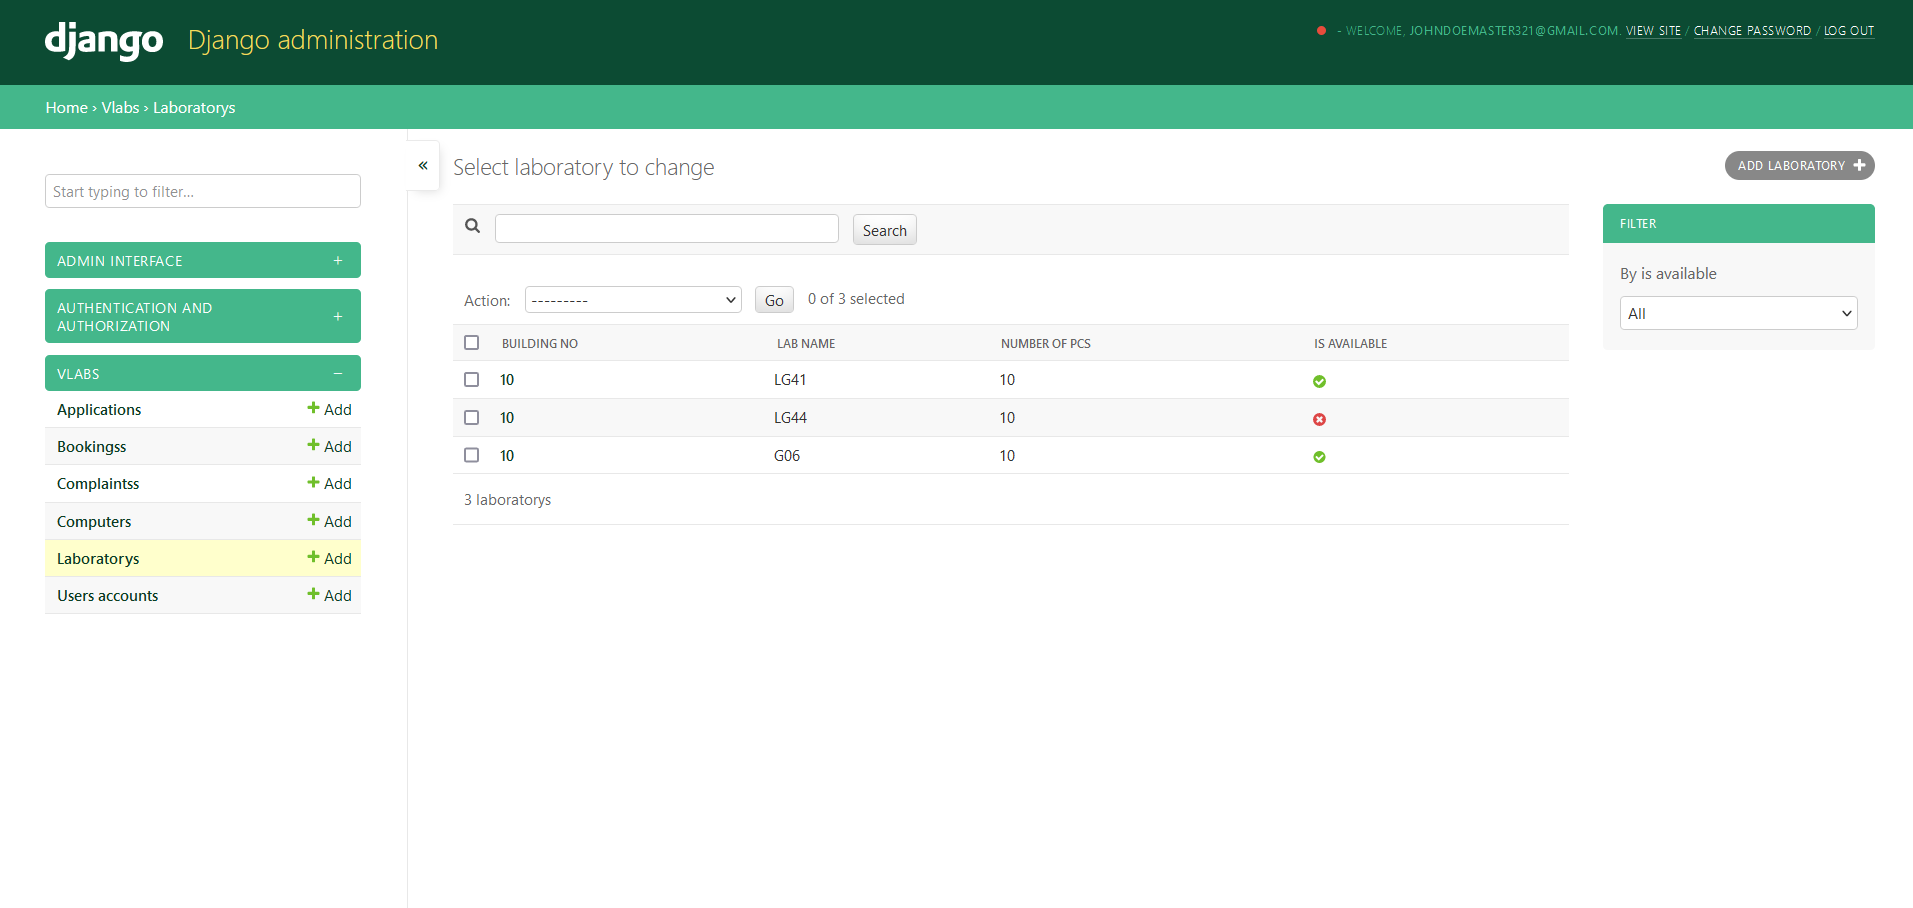 django Django administration
- WELCOME, JOHNDOEMASTER321@GMAIL.COM. VIEW SITE / CHANGE PASSWORD / LOG OUT
Home › Vlabs › Laboratorys
Start typing to filter...
ADMIN INTERFACE +
AUTHENTICATION AND
AUTHORIZATION +
VLABS −
Applications Add
Bookingss Add
Complaintss Add
Computers Add
Laboratorys Add
Users accounts Add
«
Select laboratory to change
ADD LABORATORY +
Search
Action: --------- Go 0 of 3 selected
BUILDING NO LAB NAME NUMBER OF PCS IS AVAILABLE
10 LG41 10
10 LG44 10
10 G06 10
3 laboratorys
FILTER
By is available
All